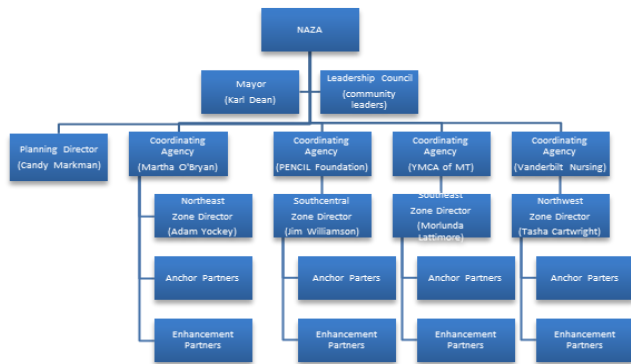 NAZA
Mayor
(Karl Dean)
Leadership Council
(community
leaders)
Planning Director
(Candy Markman)
Coordinating
Agency
(Martha O'Bryan)
Coordinating
Agency
(PENCIL Foundation)
Coordinating
Agency
(YMCA of MT)
Coordinating
Agency
(Vanderbilt Nursing)
Northeast
Zone Director
(Adam Yockey)
Southcentral
Zone Director
(Jim Williamson)
Southeast
Zone Director
(Morlunda
Lattimore)
Northwest
Zone Director
(Tasha Cartwright)
Anchor Partners
Anchor Parters
Anchor Parters
Anchor Parters
Enhancement
Partners
Enhancement
Partners
Enhancement
Partners
Enhancement
Partners